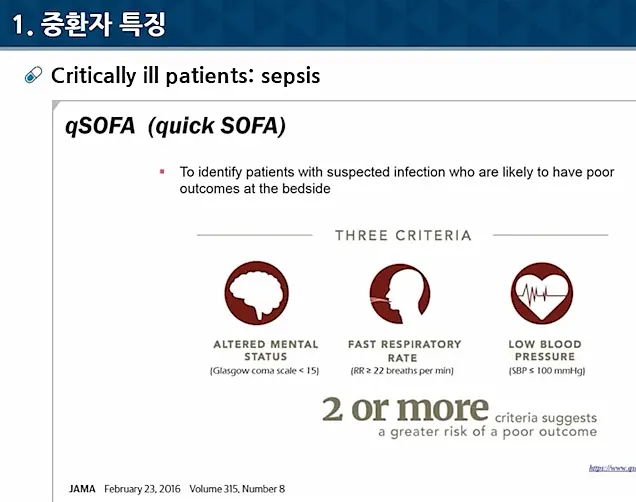 1. 중환자 특징
Critically ill patients: sepsis
qSOFA (quick SOFA)
▪ To identify patients with suspected infection who are likely to have poor
outcomes at the bedside
THREE CRITERIA
ALTERED MENTAL
STATUS
(Glasgow coma scale < 15)
FAST RESPIRATORY
RATE
(RR ≥ 22 breaths per min)
LOW BLOOD
PRESSURE
(SBP ≤ 100 mmHg)
2 or more criteria suggests
a greater risk of a poor outcome
https://www.qs
JAMA February 23, 2016 Volume 315, Number 8